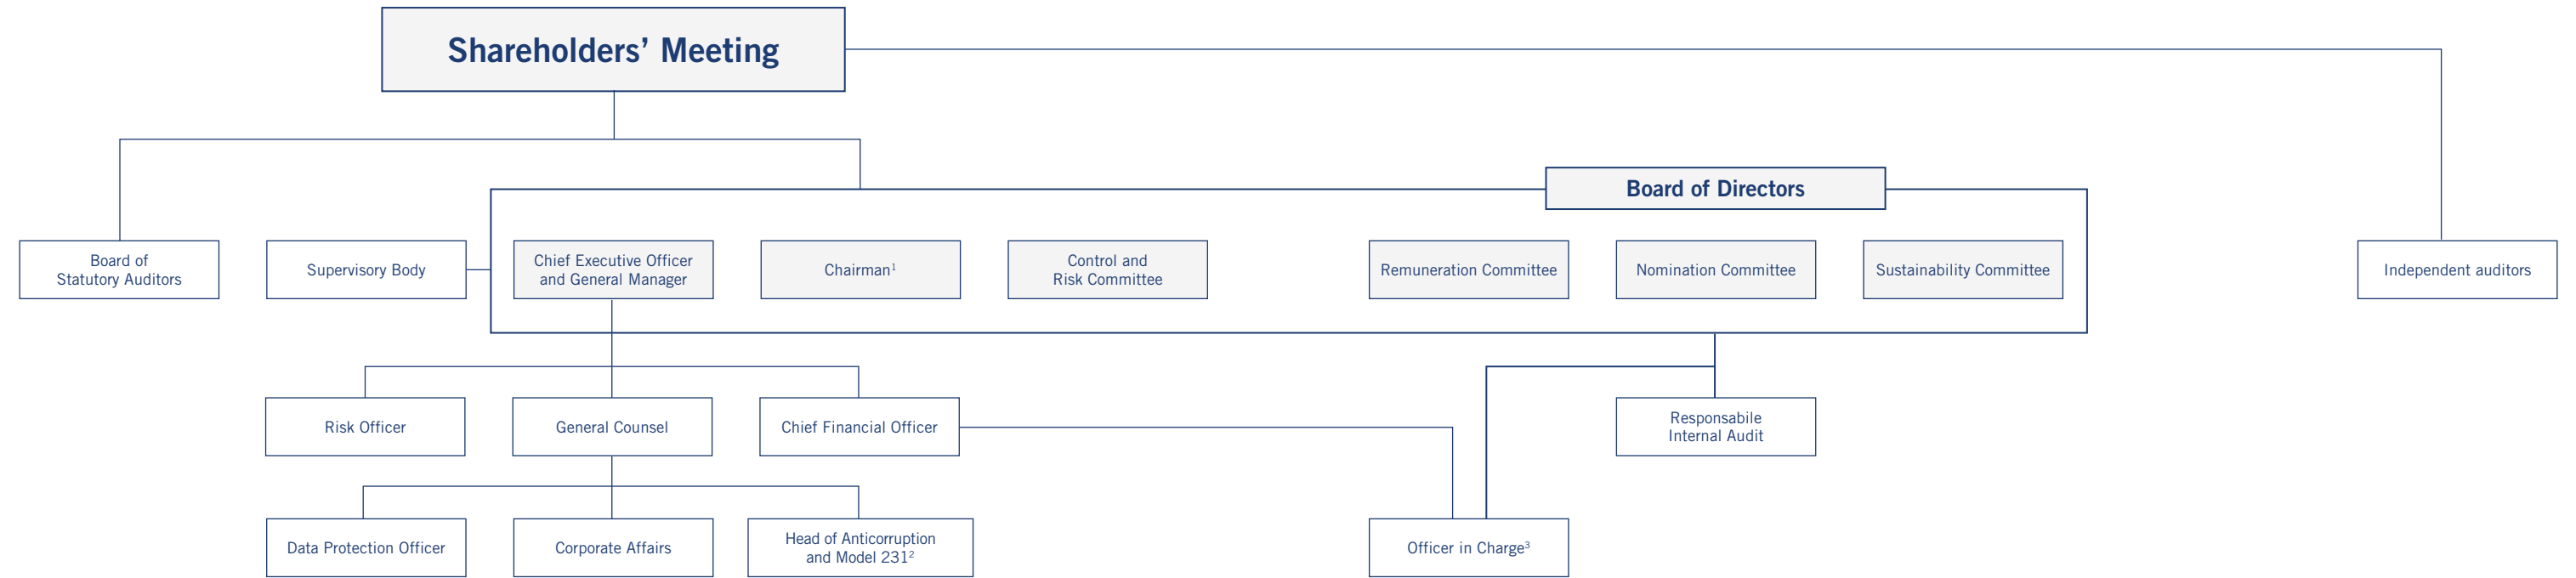 Shareholders’ Meeting
Board of Directors
Board of
Statutory Auditors
Supervisory Body
Chief Executive Officer
and General Manager
Chairman¹
Control and
Risk Committee
Remuneration Committee
Nomination Committee
Sustainability Committee
Independent auditors
Risk Officer
General Counsel
Chief Financial Officer
Responsabile
Internal Audit
Data Protection Officer
Corporate Affairs
Head of Anticorruption
and Model 231²
Officer in Charge³